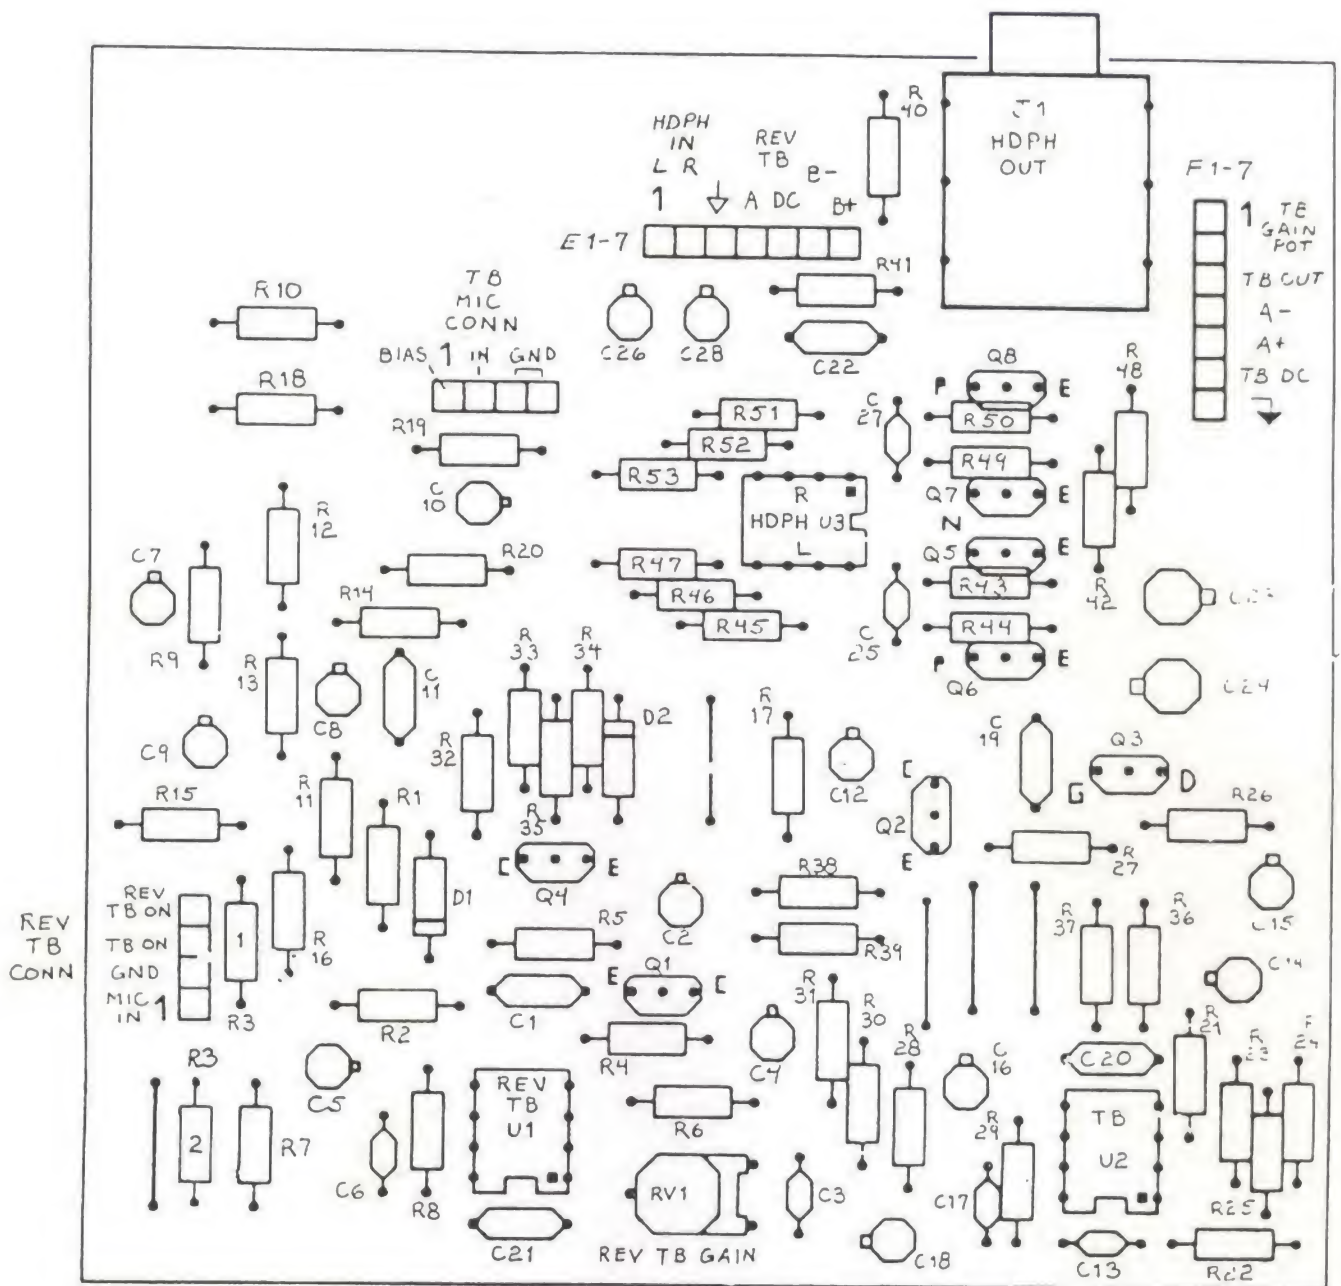 R 40
J1
HDPH OUT
HDPH IN
L R
REV TB
B-
1
A DC
B+
E1-7
F1-7
1
GAIN POT
TB OUT
A-
A+
TB DC
R10
TB MIC CONN
BIAS 1 IN GND
C26
C28
R41
C22
R18
R19
C 10
R51
R52
R53
C 27
Q8
E
R50
R 48
R49
Q7
E
N
R HDPH U3 L
Q5
E
R43
R 42
R44
E
Q6
R 12
C7
R20
R14
R47
R46
R45
C 25
R9
R 13
C8
C 11
R 33
R 34
D2
R 17
C24
C9
R 32
R 35
C12
C 19
Q3
G
D
R15
R 11
R1
Q2
E
R26
R 27
D1
Q4
E
R38
R39
C2
R5
C15
REV TB CONN
REV TB ON
TB ON
GND
MIC IN 1
1
R3
R 16
R2
C1
E
Q1
R4
C4
R 31
R 30
R 28
C 16
R 37
R 36
C14
C20
R3
2
R7
C5
C6
R8
REV TB U1
C21
R6
RV1
REV TB GAIN
C3
C18
R 29
C17
TB U2
C13
R25